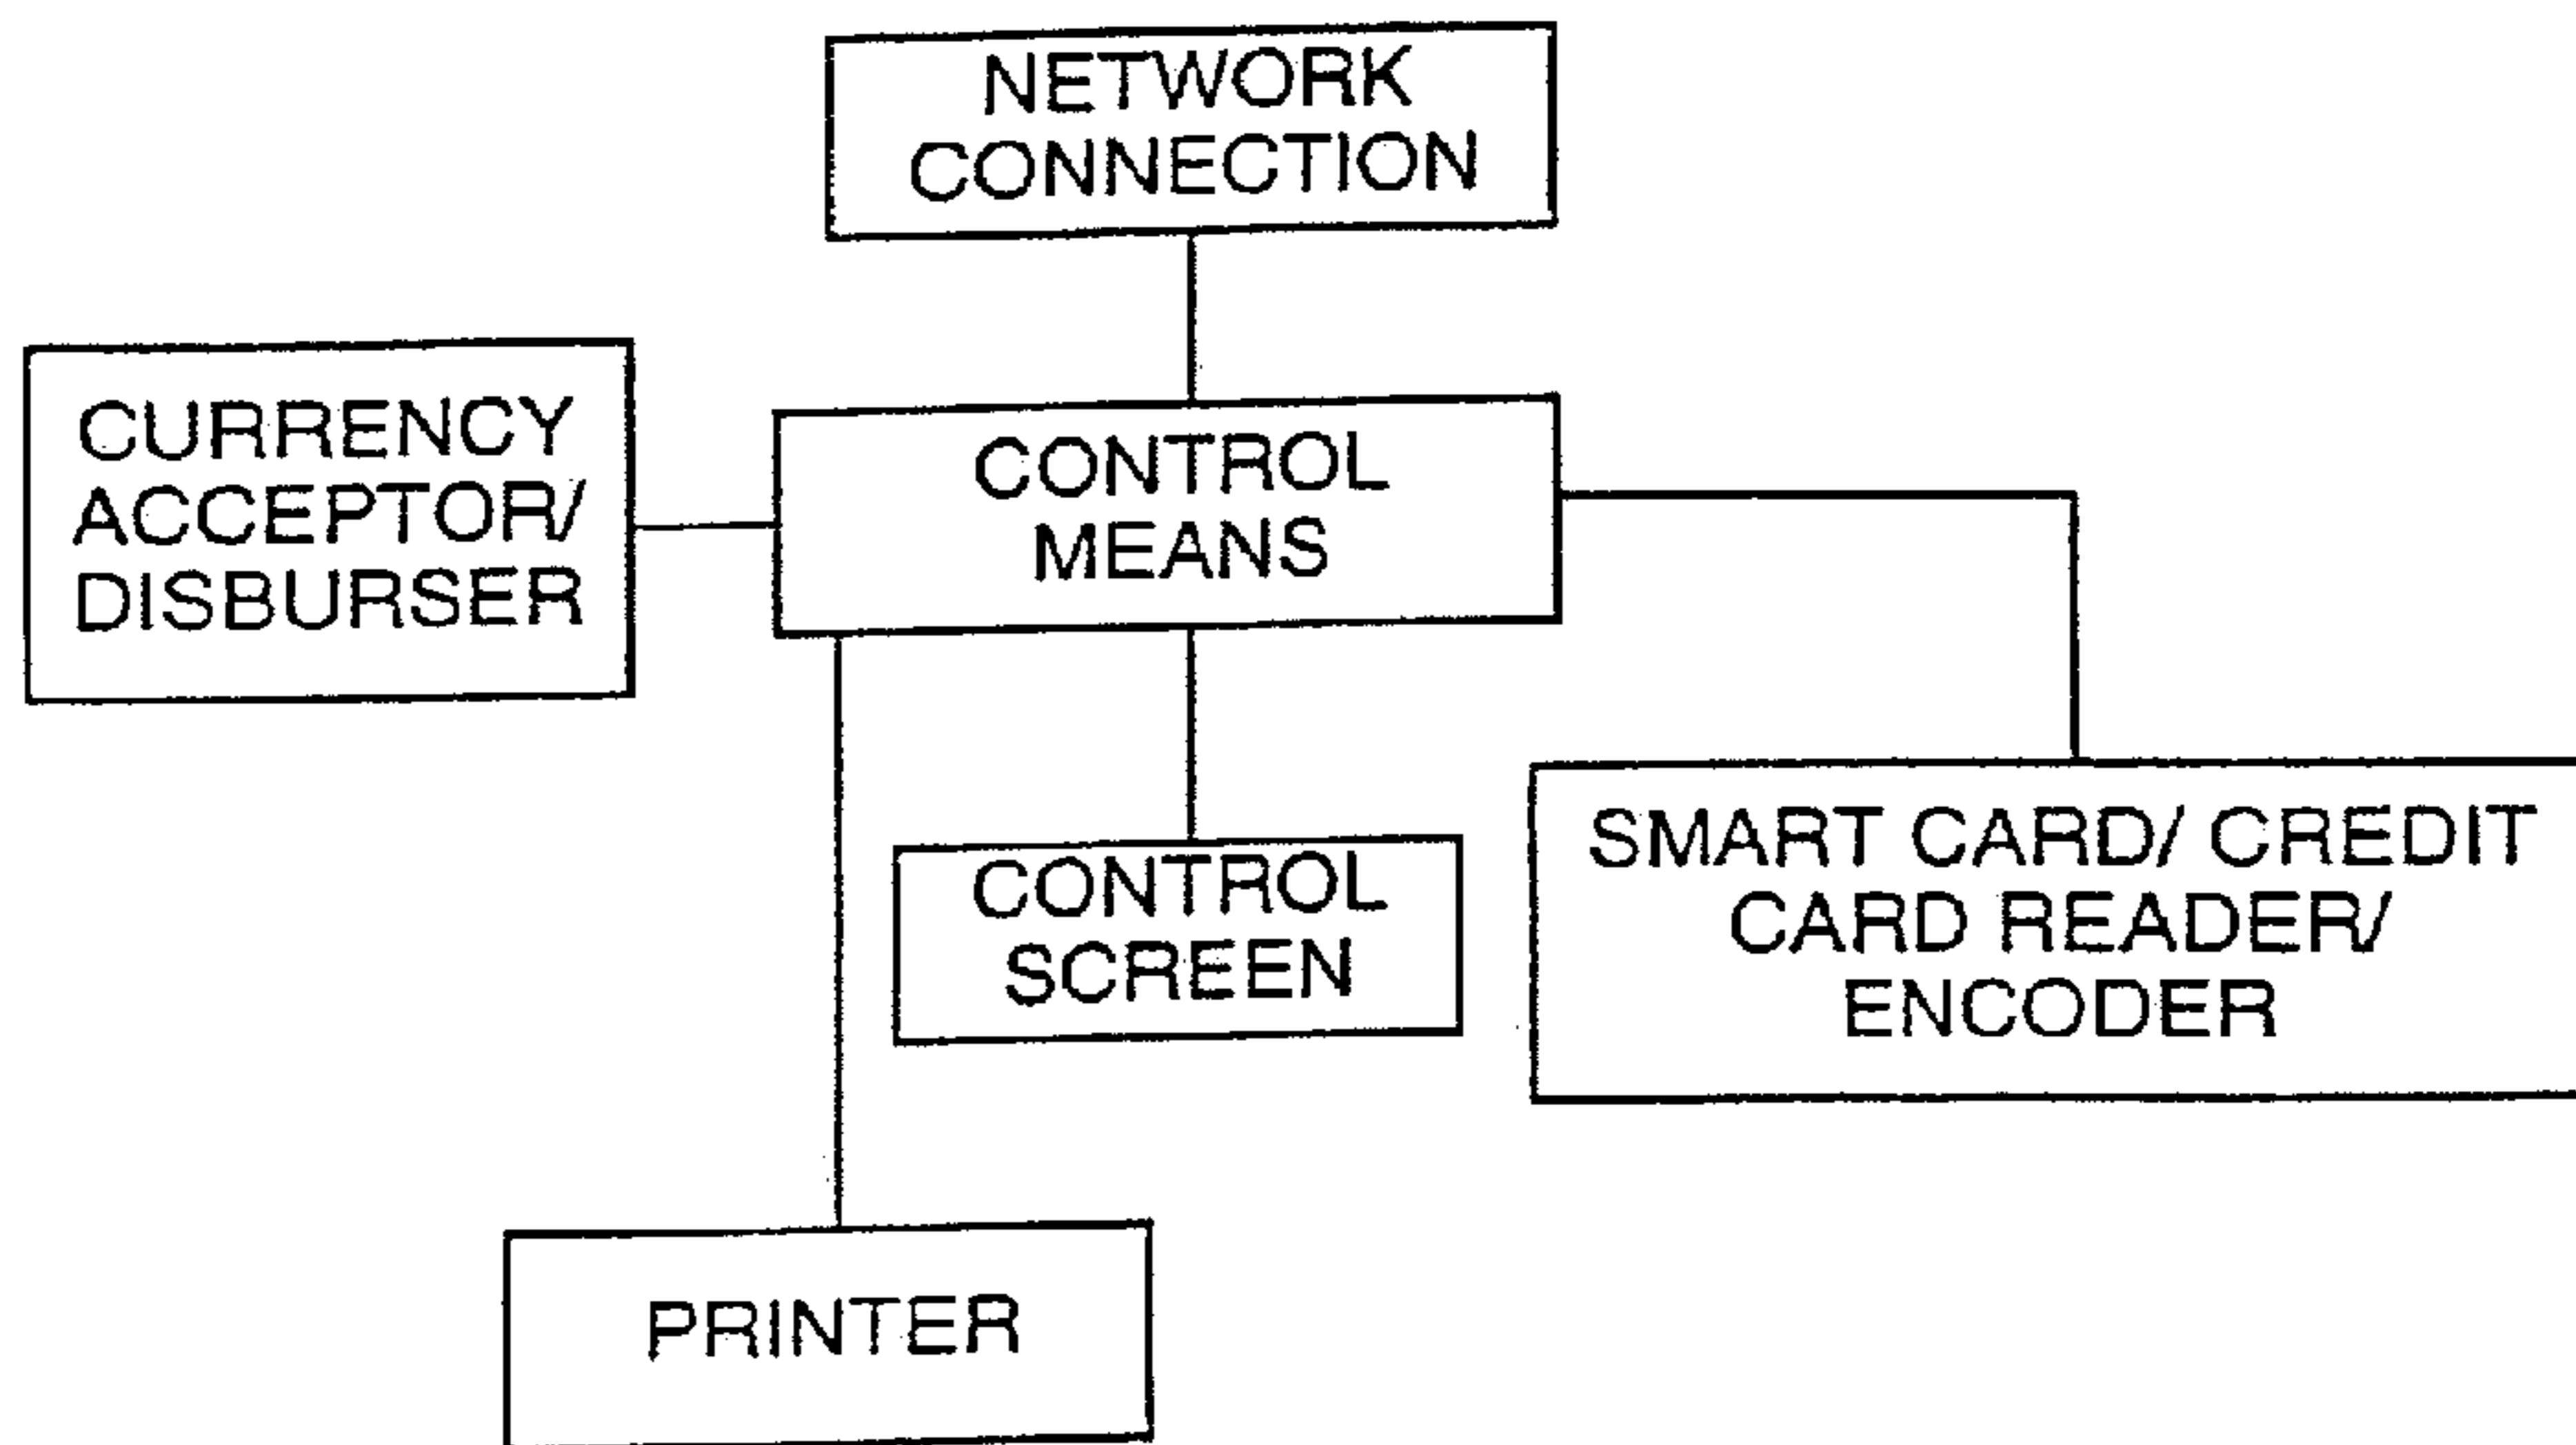 NETWORK
CONNECTION
CURRENCY
ACCEPTOR/
DISBURSER
CONTROL
MEANS
CONTROL
SCREEN
SMART CARD/ CREDIT
CARD READER/
ENCODER
PRINTER